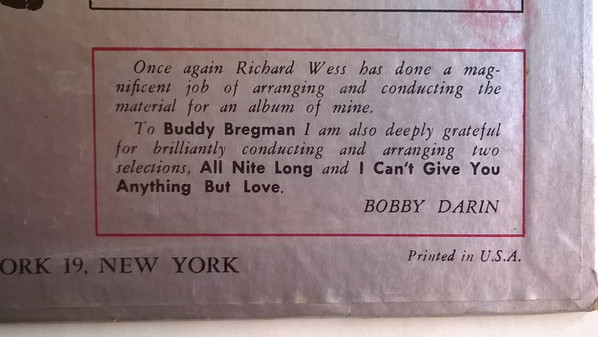 Once again Richard Wess has done a mag-
nificent job of arranging and conducting the
material for an album of mine.
To Buddy Bregman I am also deeply grateful
for brilliantly conducting and arranging two
selections, All Nite Long and I Can't Give You
Anything But Love.
BOBBY DARIN
ORK 19, NEW YORK
Printed in U.S.A.